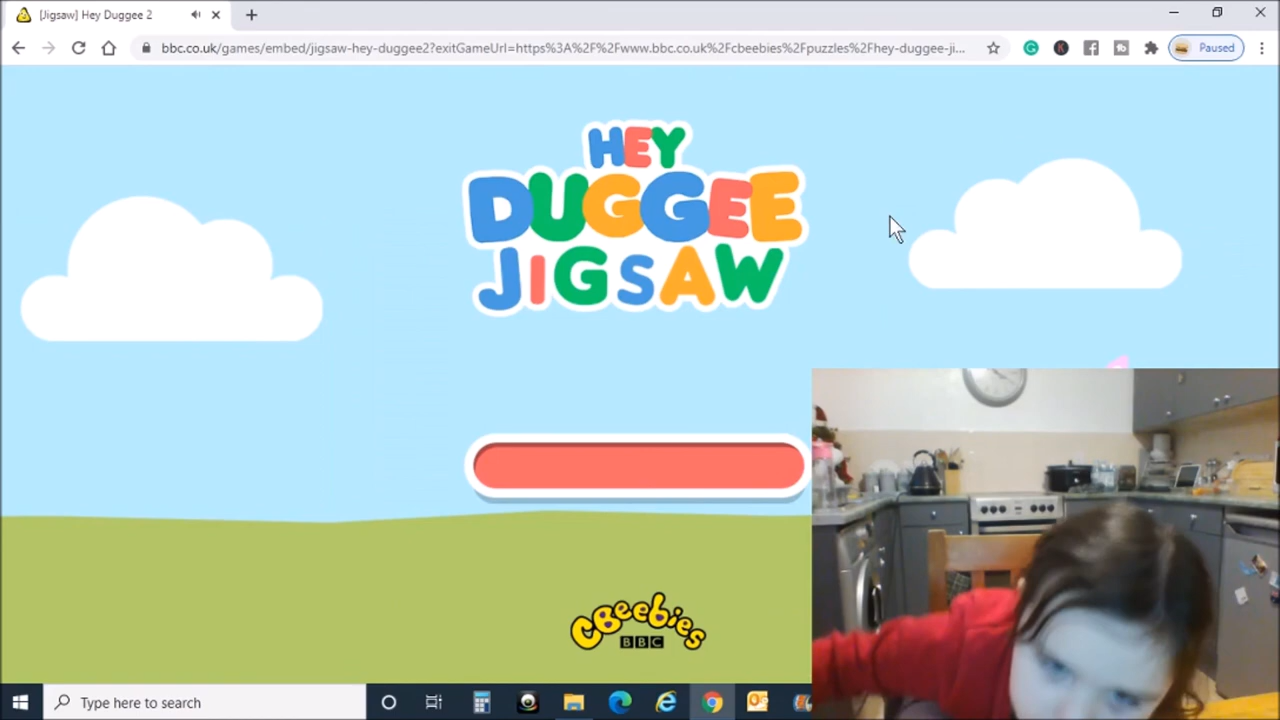 [Jigsaw] Hey Duggee 2
bbc.co.uk/games/embed/jigsaw-hey-duggee2?exitGameUrl=https%3A%2F%2Fwww.bbc.co.uk%2Fcbeebies%2Fpuzzles%2Fhey-duggee-ji...
Paused
HEY
DUGGEE
JIGSAW
CBeebies
BBC
Type here to search